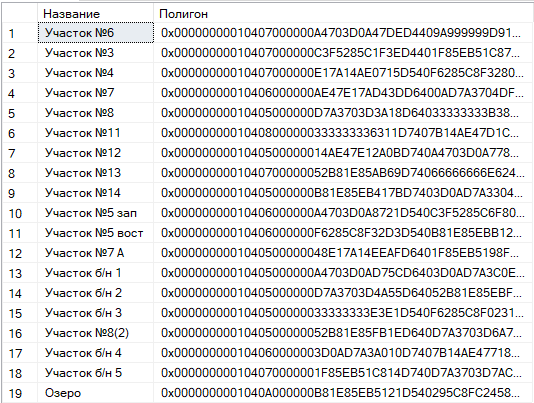 Название Полигон
1 Участок №6 0x00000000010407000000A4703D0A47DED4409A999999D91...
2 Участок №3 0x00000000010407000000C3F5285C1F3ED4401F85EB51C87...
3 Участок №4 0x00000000010407000000E17A14AE0715D540F6285C8F3280...
4 Участок №7 0x00000000010406000000AE47E17AD43DD6400AD7A3704DF...
5 Участок №8 0x00000000010405000000D7A3703D3A18D64033333333B38...
6 Участок №11 0x00000000010408000000333333336311D7407B14AE47D1C...
7 Участок №12 0x0000000001040500000014AE47E12A0BD740A4703D0A778...
8 Участок №13 0x0000000001040700000052B81E85AB69D74066666666E624...
9 Участок №14 0x00000000010405000000B81E85EB417BD7403D0AD7A3304...
10 Участок №5 зап 0x00000000010406000000A4703D0A8721D540C3F5285C6F80...
11 Участок №5 вост 0x00000000010406000000F6285C8F32D3D540B81E85EBB12...
12 Участок №7 А 0x0000000001040500000048E17A14EEAFD6401F85EB5198F...
13 Участок б/н 1 0x00000000010405000000A4703D0AD75CD6403D0AD7A3C0E...
14 Участок б/н 2 0x00000000010405000000D7A3703D4A55D64052B81E85EBF...
15 Участок б/н 3 0x0000000001040500000033333333E3E1D540F6285C8F0231...
16 Участок №8(2) 0x0000000001040500000052B81E85FB1ED640D7A3703D6A7...
17 Участок б/н 4 0x000000000104060000003D0AD7A3A010D7407B14AE47718...
18 Участок б/н 5 0x000000000104070000001F85EB51C814D740D7A3703D7AC...
19 Озеро 0x0000000001040A000000B81E85EB5121D540295C8FC2458...